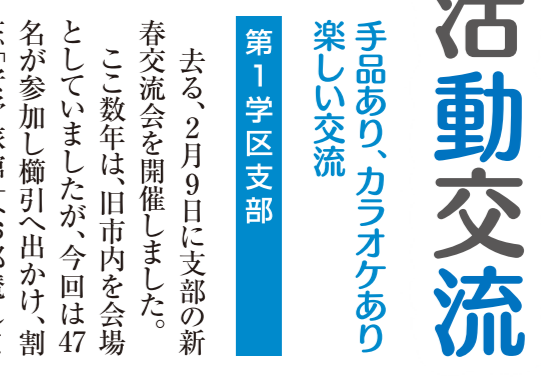 活動交流
手品あり、カラオケあり
楽しい交流
第1学区支部
去る、2月9日に支部の新
春交流会を開催しました。
ここ数年は、旧市内を会場
としていましたが、今回は47
名が参加し櫛引へ出かけ、割